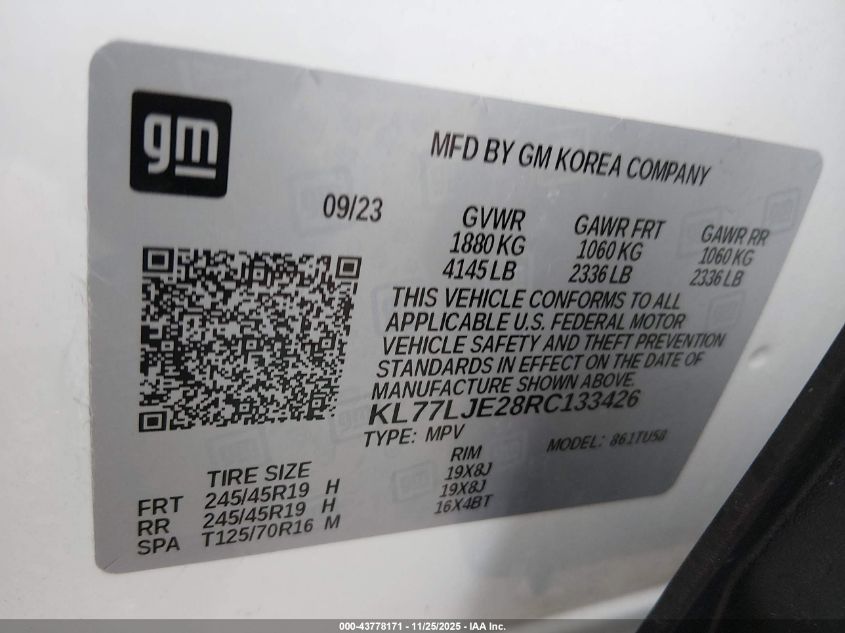 gm
MFD BY GM KOREA COMPANY
09/23
GVWR GAWR FRT GAWR RR
1880 KG 1060 KG 1060 KG
4145 LB 2336 LB 2336 LB
THIS VEHICLE CONFORMS TO ALL
APPLICABLE U.S. FEDERAL MOTOR
VEHICLE SAFETY AND THEFT PREVENTION
STANDARDS IN EFFECT ON THE DATE OF
MANUFACTURE SHOWN ABOVE.
KL77LJE28RC133426
TYPE: MPV MODEL: 861TU58
TIRE SIZE RIM
FRT 245/45R19 H 19X8J
RR 245/45R19 H 19X8J
SPA T125/70R16 M 16X4BT
000-43778171 - 11/25/2025 - IAA Inc.